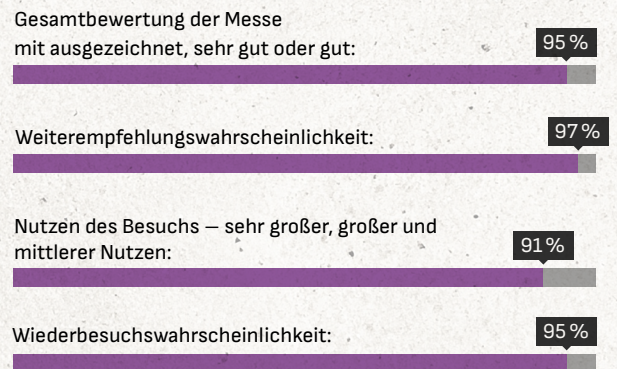 Gesamtbewertung der Messe
mit ausgezeichnet, sehr gut oder gut:
95 %
Weiterempfehlungswahrscheinlichkeit:
97 %
Nutzen des Besuchs – sehr großer, großer und
mittlerer Nutzen:
91 %
Wiederbesuchswahrscheinlichkeit:
95 %